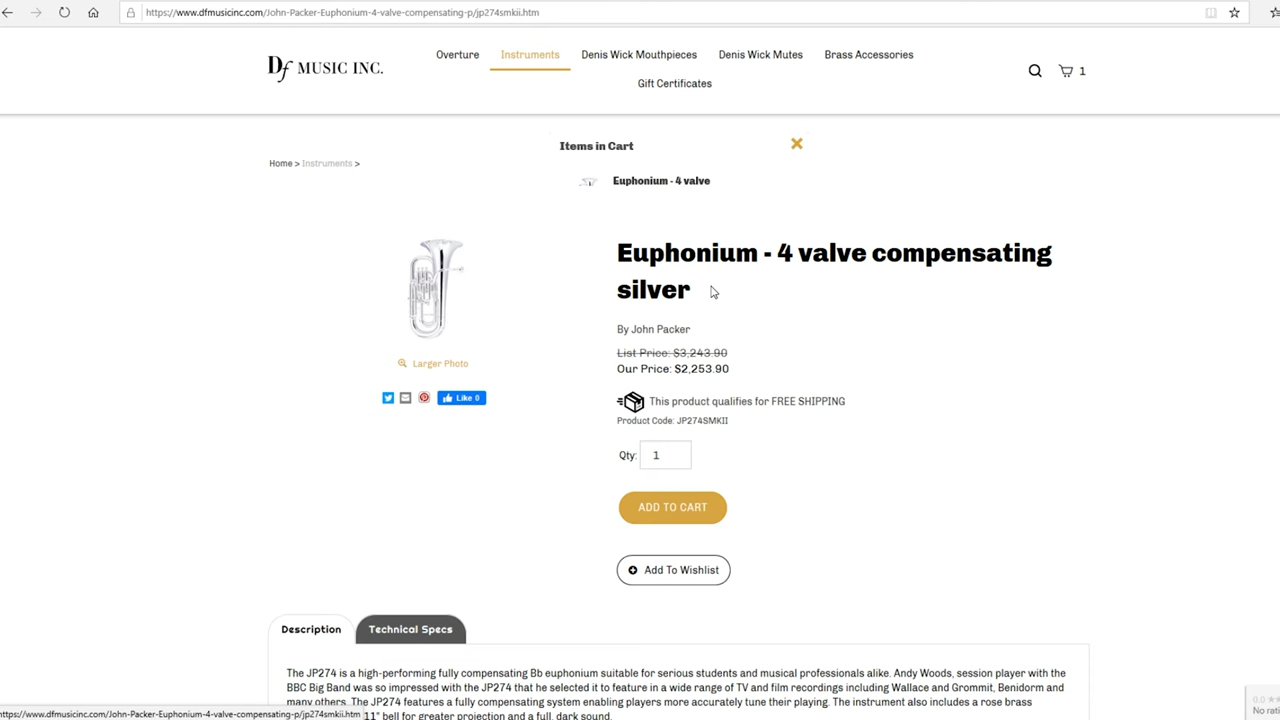 https://www.dfmusicinc.com/John-Packer-Euphonium-4-valve-compensating-p/jp274smkii.htm
Df MUSIC INC.
Overture Instruments Denis Wick Mouthpieces Denis Wick Mutes Brass Accessories
Gift Certificates
1
Items in Cart
Home > Instruments >
Euphonium - 4 valve
Euphonium - 4 valve compensating
silver
By John Packer
List Price: $3,243.90
Our Price: $2,253.90
Larger Photo
Like 0
This product qualifies for FREE SHIPPING
Product Code: JP274SMKII
Qty: 1
ADD TO CART
Add To Wishlist
Description Technical Specs
The JP274 is a high-performing fully compensating Bb euphonium suitable for serious students and musical professionals alike. Andy Woods, session player with the
BBC Big Band was so impressed with the JP274 that he selected it to feature in a wide range of TV and film recordings including Wallace and Grommit, Benidorm and
many others. The JP274 features a fully compensating system enabling players more accurately tune their playing. The instrument also includes a rose brass
11" bell for greater projection and a full, dark sound.
https://www.dfmusicinc.com/John-Packer-Euphonium-4-valve-compensating-p/jp274smkii.htm
0.0
No rati